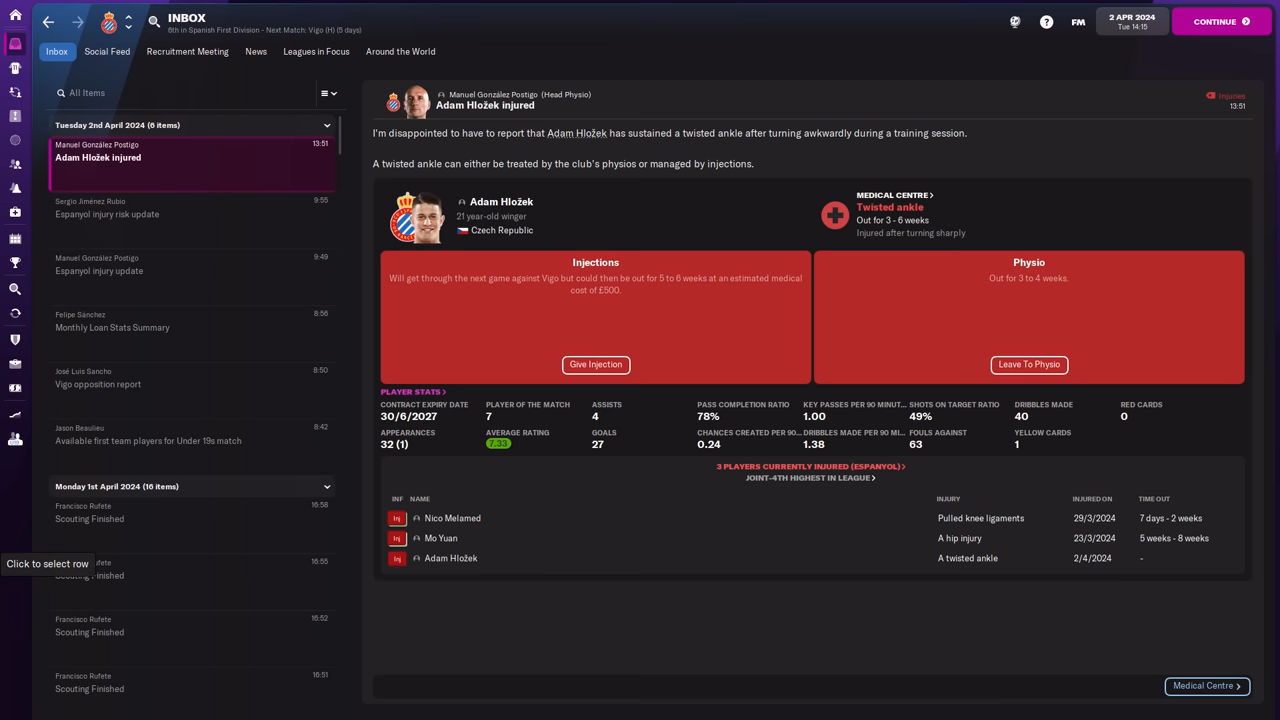 INBOX
6th in Spanish First Division - Next Match: Vigo (H) (5 days)
FM
2 APR 2024
Tue 14:15
CONTINUE
Inbox
Social Feed
Recruitment Meeting
News
Leagues in Focus
Around the World
All Items
Tuesday 2nd April 2024 (6 items)
Manuel González Postigo 13:51
Adam Hložek injured
Sergio Jiménez Rubio 9:55
Espanyol injury risk update
Manuel González Postigo 9:49
Espanyol injury update
Felipe Sánchez 8:56
Monthly Loan Stats Summary
José Luis Sancho 8:50
Vigo opposition report
Jason Beaulieu 8:42
Available first team players for Under 19s match
Monday 1st April 2024 (16 items)
Francisco Rufete 16:58
Scouting Finished
Click to select row
ufete 16:55
Finished
Francisco Rufete 16:52
Scouting Finished
Francisco Rufete 16:51
Scouting Finished
Manuel González Postigo (Head Physio)
Adam Hložek injured
Injuries
13:51
I'm disappointed to have to report that Adam Hložek has sustained a twisted ankle after turning awkwardly during a training session.
A twisted ankle can either be treated by the club's physios or managed by injections.
Adam Hložek
21 year-old winger
Czech Republic
MEDICAL CENTRE >
Twisted ankle
Out for 3 - 6 weeks
Injured after turning sharply
Injections
Will get through the next game against Vigo but could then be out for 5 to 6 weeks at an estimated medical
cost of £500.
Give Injection
Physio
Out for 3 to 4 weeks.
Leave To Physio
PLAYER STATS >
CONTRACT EXPIRY DATE PLAYER OF THE MATCH ASSISTS PASS COMPLETION RATIO KEY PASSES PER 90 MINUT... SHOTS ON TARGET RATIO DRIBBLES MADE RED CARDS
30/6/2027 7 4 78% 1.00 49% 40 0
APPEARANCES AVERAGE RATING GOALS CHANCES CREATED PER 90... DRIBBLES MADE PER 90 MI... FOULS AGAINST YELLOW CARDS
32 (1) 7.33 27 0.24 1.38 63 1
3 PLAYERS CURRENTLY INJURED (ESPANYOL) >
JOINT-4TH HIGHEST IN LEAGUE >
INF NAME INJURY INJURED ON TIME OUT
Inj Nico Melamed Pulled knee ligaments 29/3/2024 7 days - 2 weeks
Inj Mo Yuan A hip injury 23/3/2024 5 weeks - 8 weeks
Inj Adam Hložek A twisted ankle 2/4/2024 -
Medical Centre >